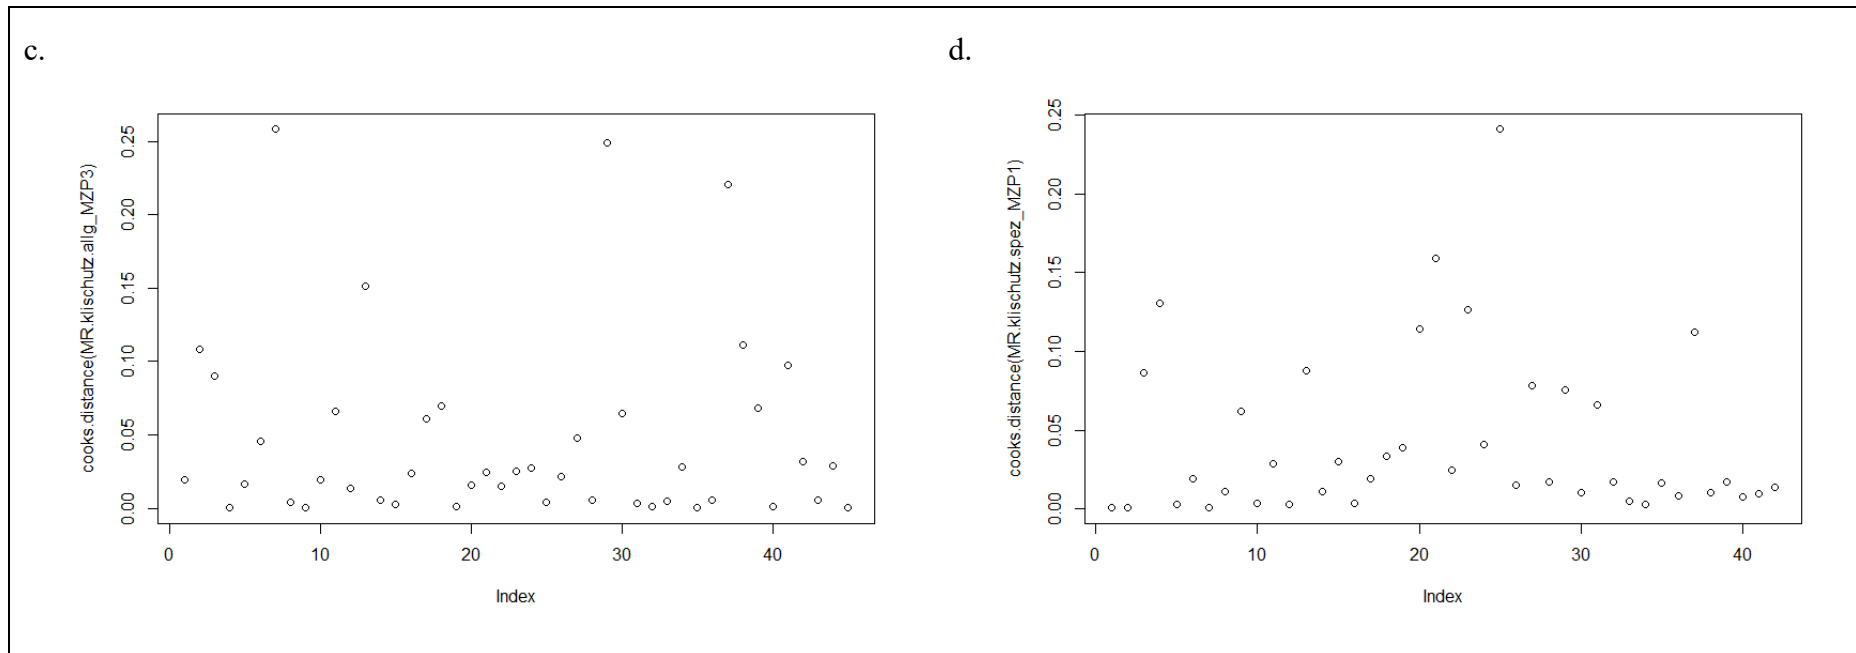 c.
cooks.distance(MR.klischutz.allg_MZP3)
0.25
0.20
0.15
0.10
0.05
0.00
0 10 20 30 40
Index
d.
cooks.distance(MR.klischutz.spez_MZP1)
0.25
0.20
0.15
0.10
0.05
0.00
0 10 20 30 40
Index